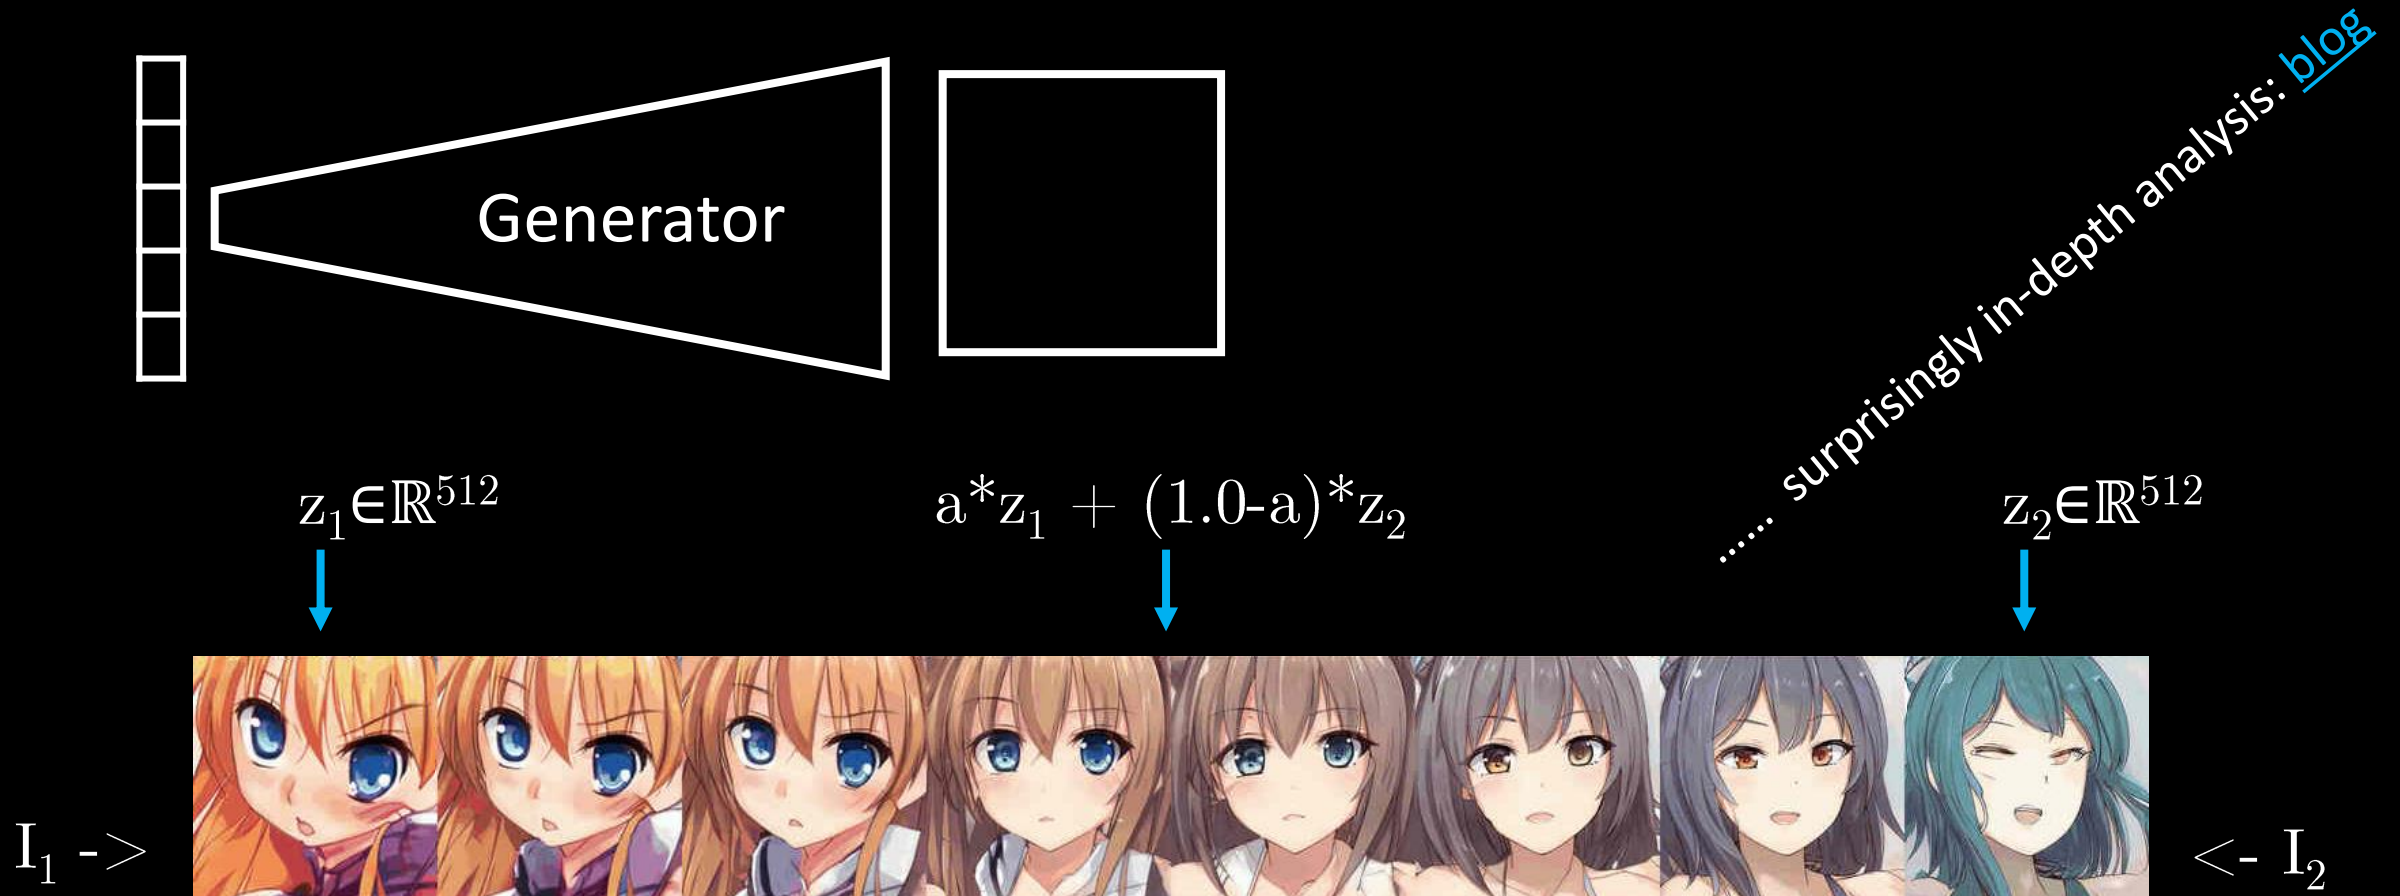 Generator
...... surprisingly in-depth analysis: blog
z₁∈ℝ⁵¹²
a*z₁ + (1.0-a)*z₂
z₂∈ℝ⁵¹²
I₁ ->
<- I₂